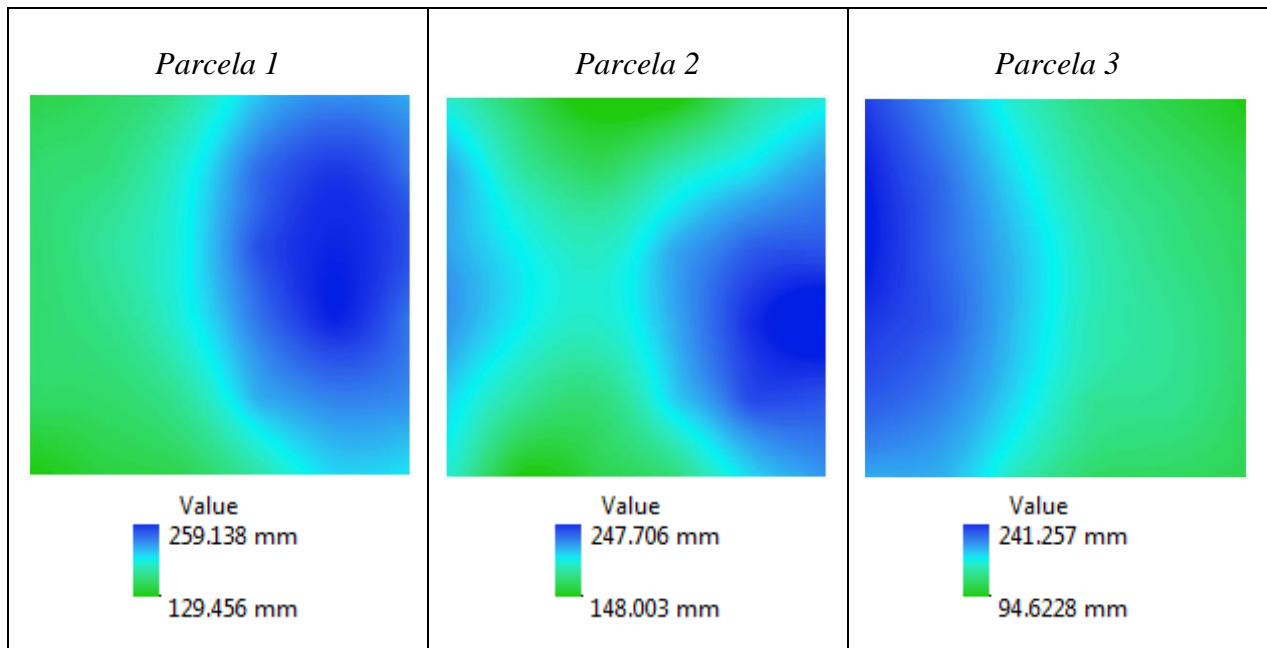 Parcela 1
Value
259.138 mm
129.456 mm
Parcela 2
Value
247.706 mm
148.003 mm
Parcela 3
Value
241.257 mm
94.6228 mm